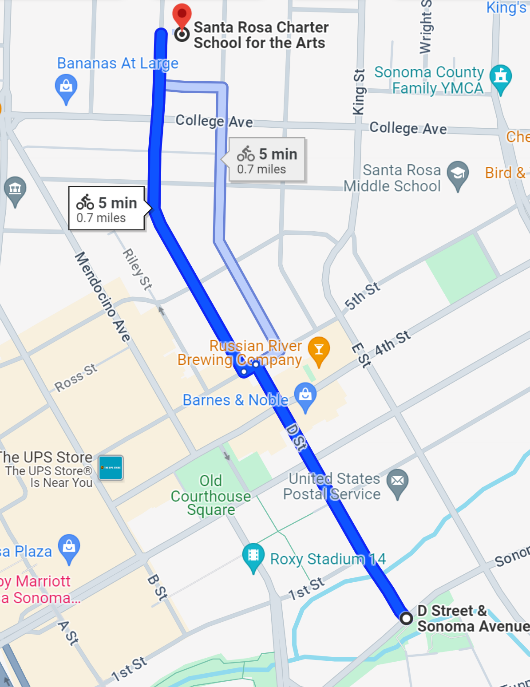 Santa Rosa Charter
School for the Arts
King's
Wright S
Bananas At Large
Sonoma County
Family YMCA
King St
College Ave
College Ave
Che
5 min
0.7 miles
Santa Rosa
Middle School
Bird &
5 min
0.7 miles
Riley St
Mendocino Ave
5th St
Russian River
Brewing Company
E St
4th St
Ross St
Barnes & Noble
D St
The UPS Store
The UPS Store®
Is Near You
Old
Courthouse
Square
United States
Postal Service
sa Plaza
Roxy Stadium 14
Sono
by Marriott
a Sonoma...
B St
1st St
D Street &
Sonoma Avenue,
A St
1st St